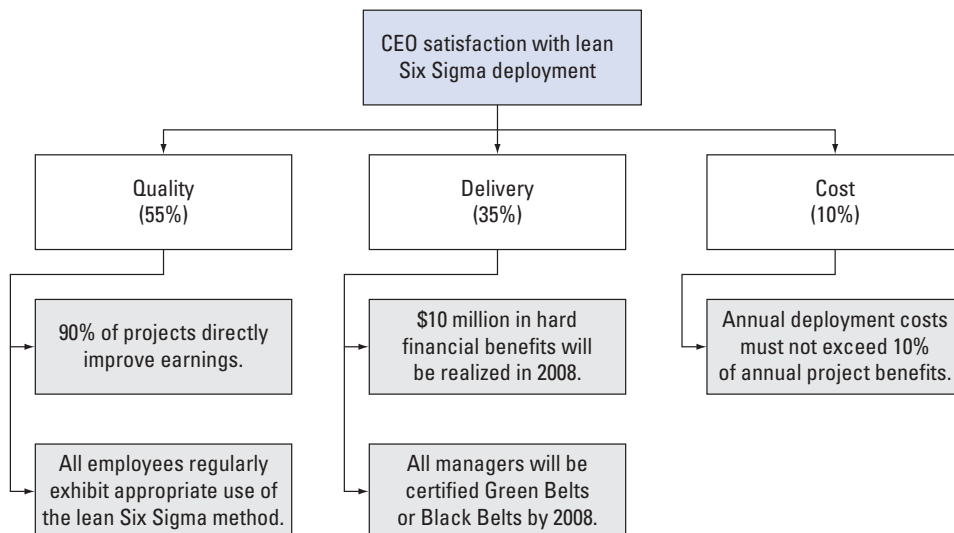 CEO satisfaction with lean
Six Sigma deployment
Quality
(55%)
Delivery
(35%)
Cost
(10%)
90% of projects directly
improve earnings.
$10 million in hard
financial benefits will
be realized in 2008.
Annual deployment costs
must not exceed 10%
of annual project benefits.
All employees regularly
exhibit appropriate use of
the lean Six Sigma method.
All managers will be
certified Green Belts
or Black Belts by 2008.